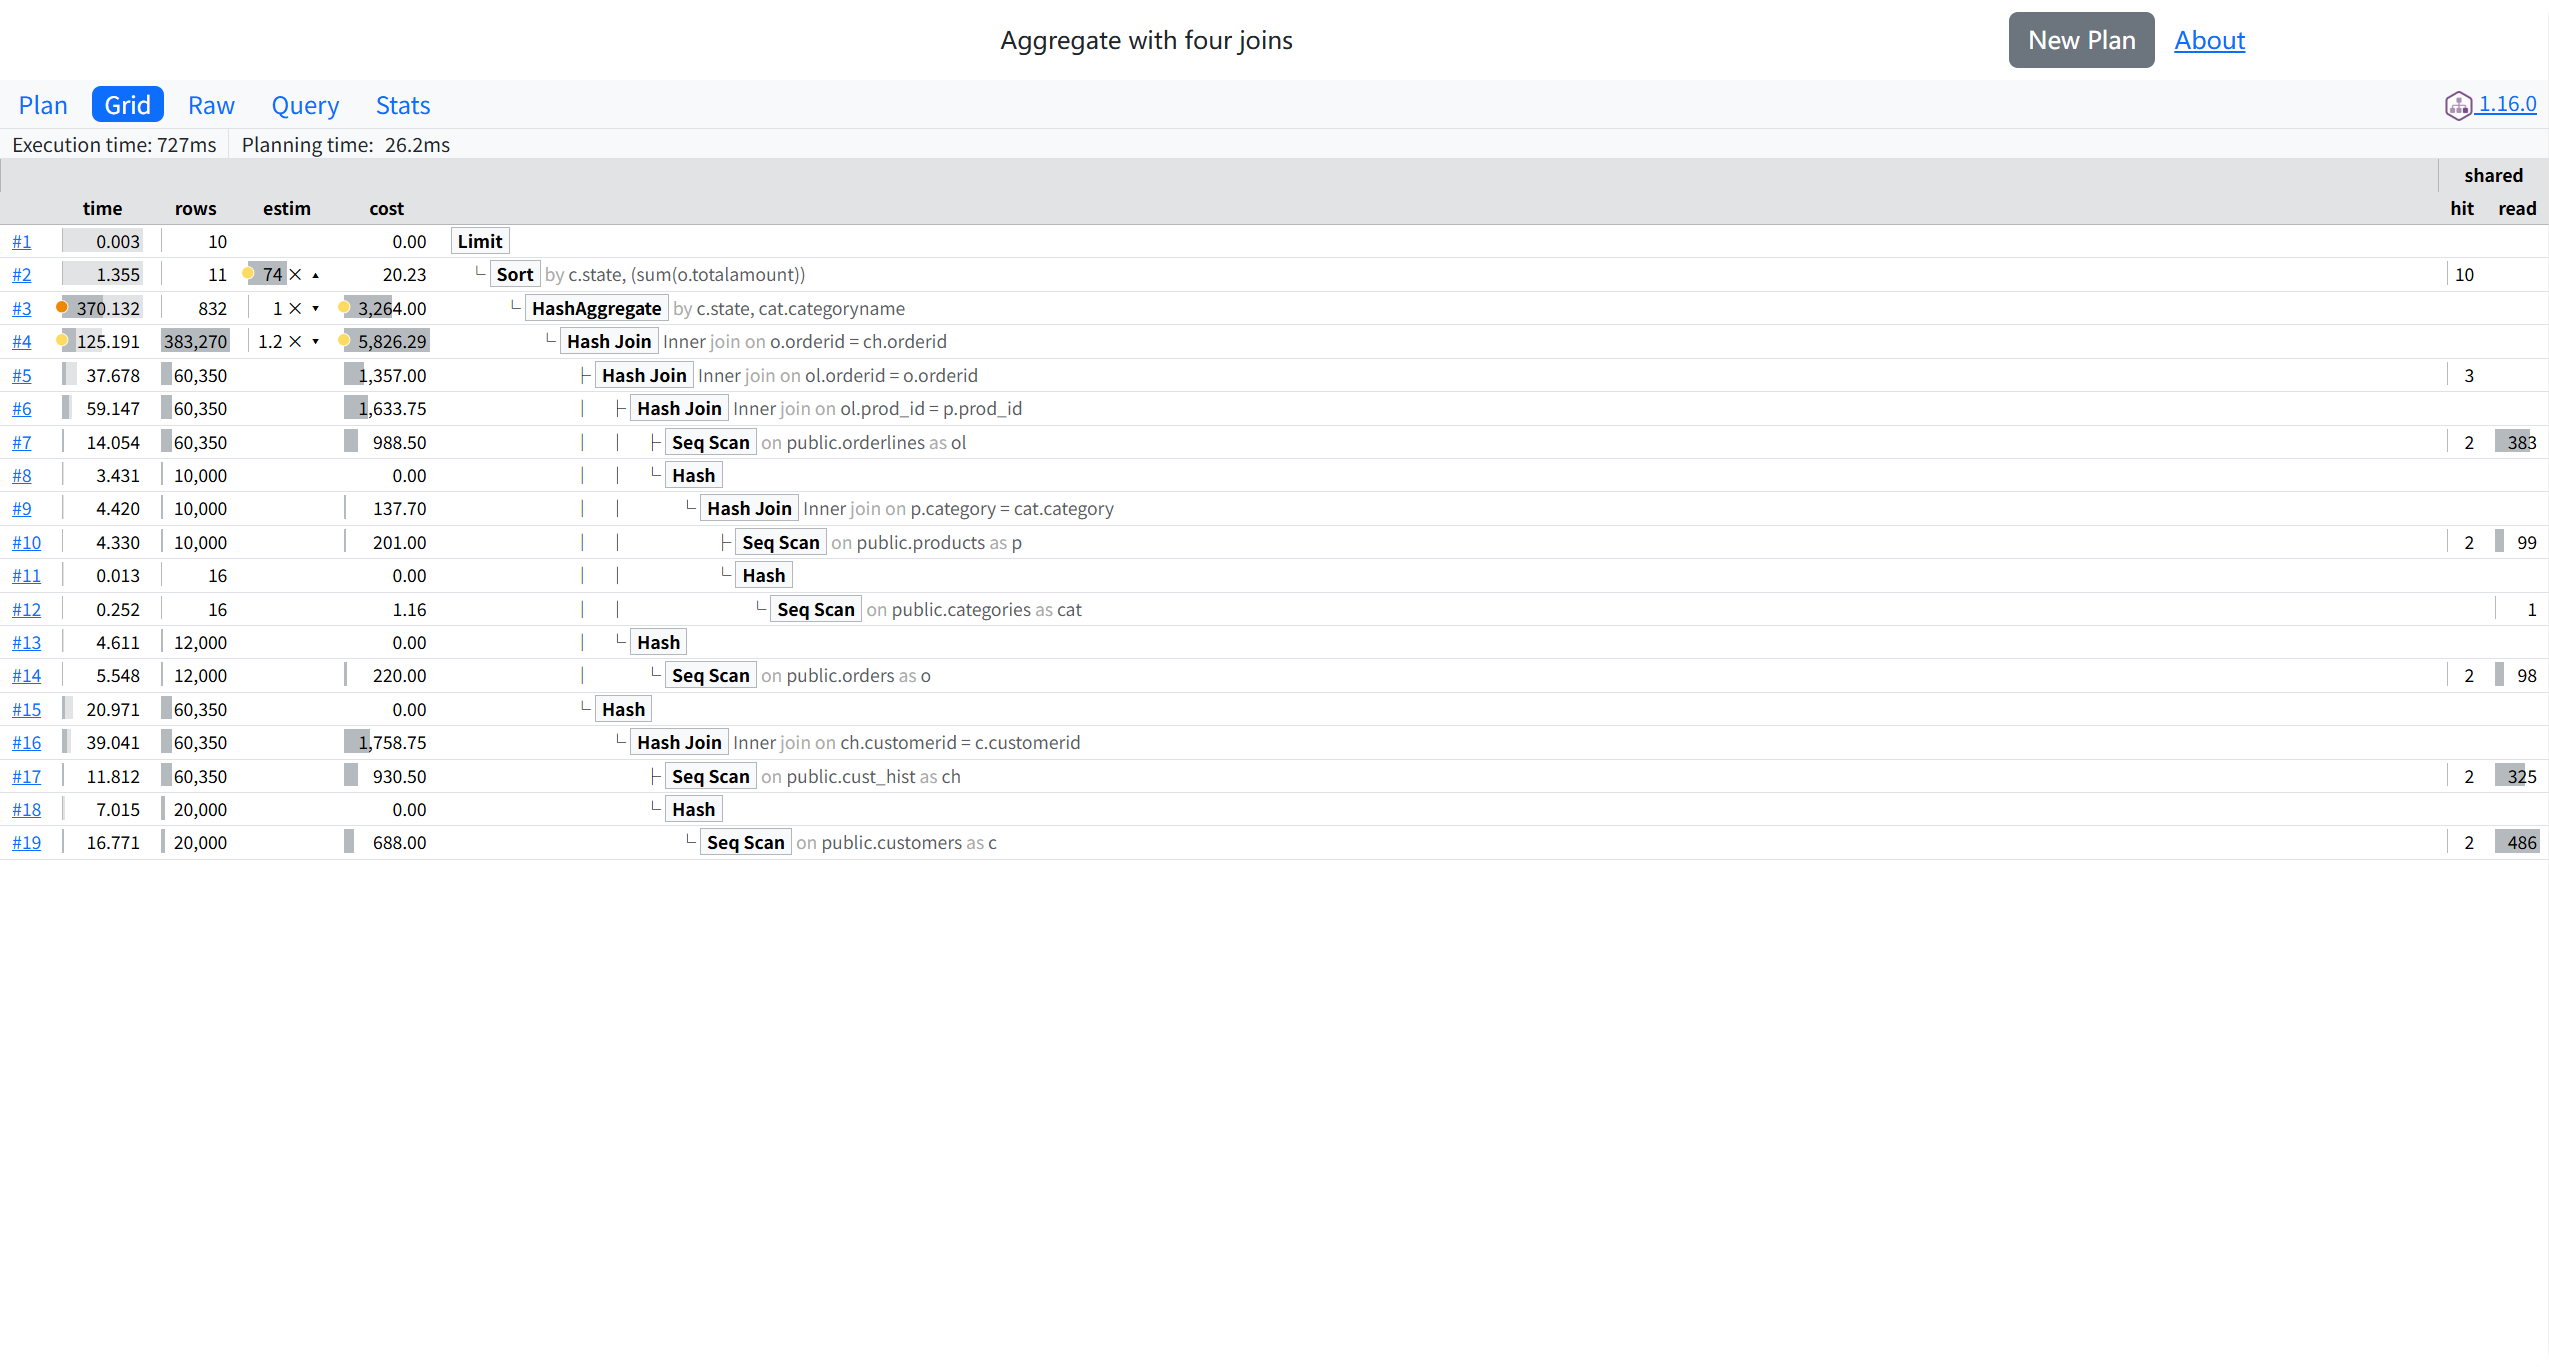 Aggregate with four joins
New Plan About
Plan Grid Raw Query Stats 1.16.0
Execution time: 727ms Planning time: 26.2ms
shared
time rows estim cost hit read
#1 0.003 10 0.00 Limit
#2 1.355 11 74 × ▲ 20.23 └ Sort by c.state, (sum(o.totalamount)) 10
#3 370.132 832 1 × ▼ 3,264.00 └ HashAggregate by c.state, cat.categoryname
#4 125.191 383,270 1.2 × ▼ 5,826.29 └ Hash Join Inner join on o.orderid = ch.orderid
#5 37.678 60,350 1,357.00 ├ Hash Join Inner join on ol.orderid = o.orderid 3
#6 59.147 60,350 1,633.75 │ ├ Hash Join Inner join on ol.prod_id = p.prod_id
#7 14.054 60,350 988.50 │ │ ├ Seq Scan on public.orderlines as ol 2 383
#8 3.431 10,000 0.00 │ │ └ Hash
#9 4.420 10,000 137.70 │ │ └ Hash Join Inner join on p.category = cat.category
#10 4.330 10,000 201.00 │ │ ├ Seq Scan on public.products as p 2 99
#11 0.013 16 0.00 │ │ └ Hash
#12 0.252 16 1.16 │ │ └ Seq Scan on public.categories as cat 1
#13 4.611 12,000 0.00 │ └ Hash
#14 5.548 12,000 220.00 │ └ Seq Scan on public.orders as o 2 98
#15 20.971 60,350 0.00 └ Hash
#16 39.041 60,350 1,758.75 └ Hash Join Inner join on ch.customerid = c.customerid
#17 11.812 60,350 930.50 ├ Seq Scan on public.cust_hist as ch 2 325
#18 7.015 20,000 0.00 └ Hash
#19 16.771 20,000 688.00 └ Seq Scan on public.customers as c 2 486